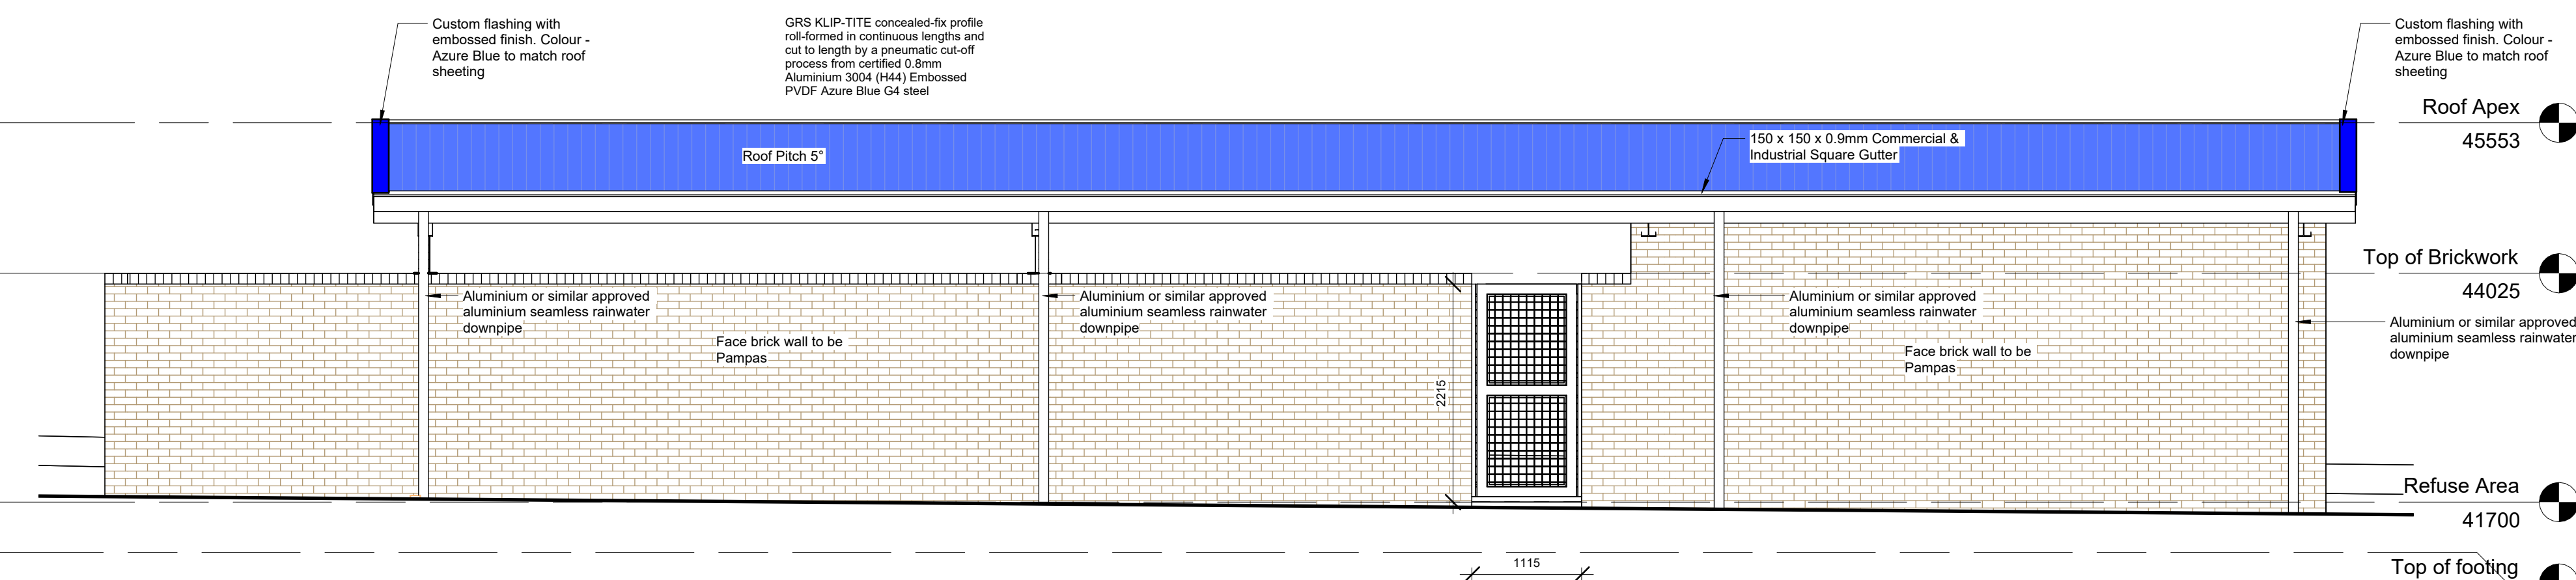 Custom flashing with
embossed finish. Colour -
Azure Blue to match roof
sheeting
GRS KLIP-TITE concealed-fix profile
roll-formed in continuous lengths and
cut to length by a pneumatic cut-off
process from certified 0.8mm
Aluminium 3004 (H44) Embossed
PVDF Azure Blue G4 steel
Custom flashing with
embossed finish. Colour -
Azure Blue to match roof
sheeting
Roof Apex
45553
Roof Pitch 5°
150 x 150 x 0.9mm Commercial &
Industrial Square Gutter
Top of Brickwork
44025
Aluminium or similar approved
aluminium seamless rainwater
downpipe
Aluminium or similar approved
aluminium seamless rainwater
downpipe
Aluminium or similar approved
aluminium seamless rainwater
downpipe
Aluminium or similar approved
aluminium seamless rainwater
downpipe
Face brick wall to be
Pampas
Face brick wall to be
Pampas
2215
Refuse Area
41700
1115
Top of footing